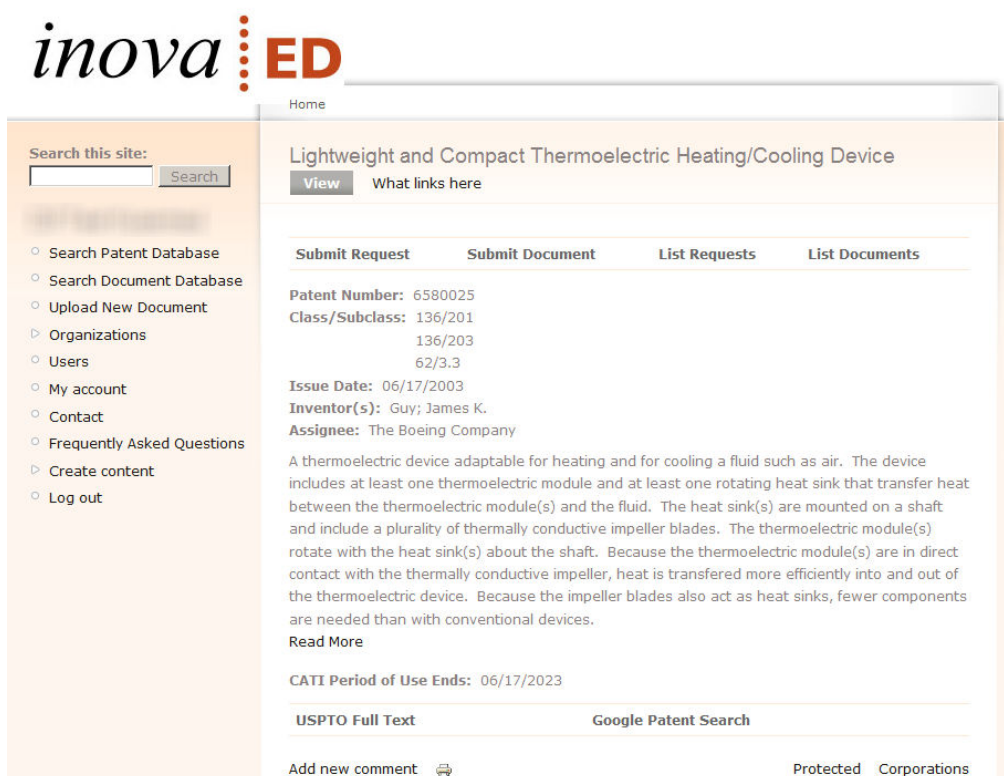 inova ED
Home
Search this site:
Search
Search Patent Database
Search Document Database
Upload New Document
Organizations
Users
My account
Contact
Frequently Asked Questions
Create content
Log out
Lightweight and Compact Thermoelectric Heating/Cooling Device
View What links here
Submit Request Submit Document List Requests List Documents
Patent Number: 6580025
Class/Subclass: 136/201
136/203
62/3.3
Issue Date: 06/17/2003
Inventor(s): Guy; James K.
Assignee: The Boeing Company
A thermoelectric device adaptable for heating and for cooling a fluid such as air. The device
includes at least one thermoelectric module and at least one rotating heat sink that transfer heat
between the thermoelectric module(s) and the fluid. The heat sink(s) are mounted on a shaft
and include a plurality of thermally conductive impeller blades. The thermoelectric module(s)
rotate with the heat sink(s) about the shaft. Because the thermoelectric module(s) are in direct
contact with the thermally conductive impeller, heat is transfered more efficiently into and out of
the thermoelectric device. Because the impeller blades also act as heat sinks, fewer components
are needed than with conventional devices.
Read More
CATI Period of Use Ends: 06/17/2023
USPTO Full Text Google Patent Search
Add new comment Protected Corporations